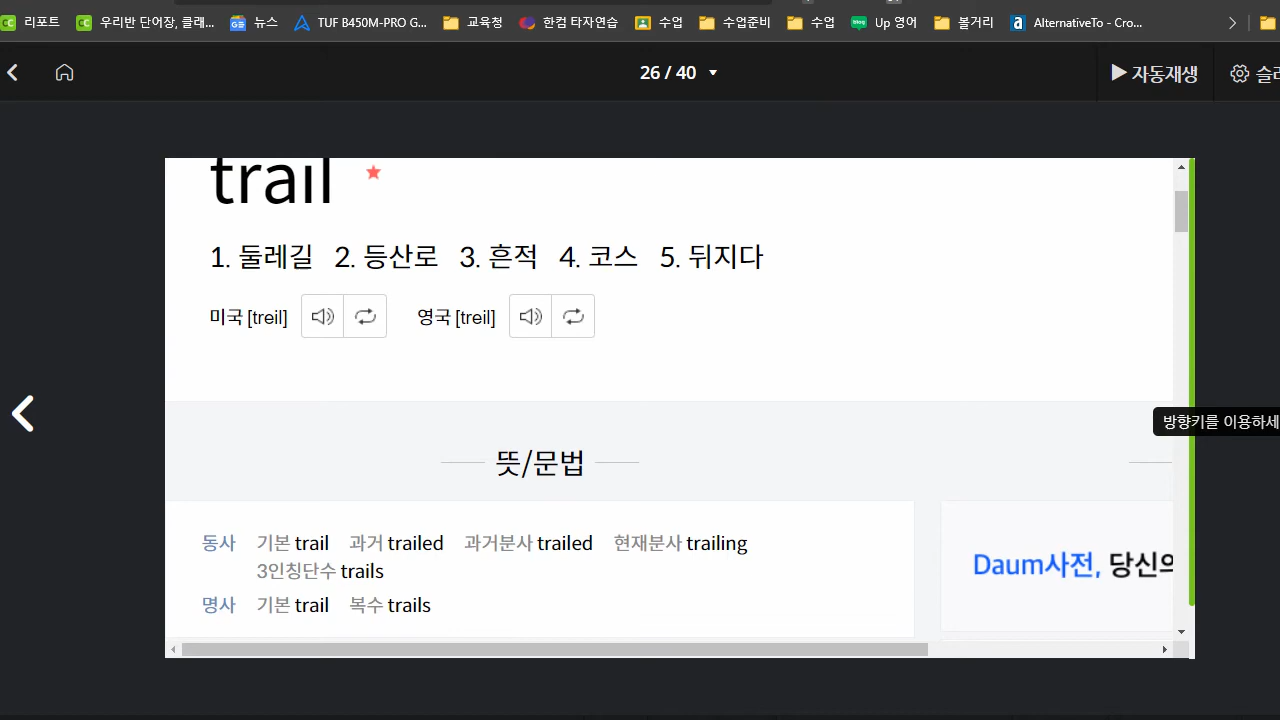 리포트 우리반 단어장, 클래... 뉴스 TUF B450M-PRO G... 교육청 한컴 타자연습 수업 수업준비 수업 Up 영어 볼거리 AlternativeTo - Cro...
26 / 40 자동재생
trail
1. 둘레길 2. 등산로 3. 흔적 4. 코스 5. 뒤지다
미국 [treil] 영국 [treil]
방향키를 이용하세
뜻/문법
동사 기본 trail 과거 trailed 과거분사 trailed 현재분사 trailing
3인칭단수 trails
Daum사전, 당신의
명사 기본 trail 복수 trails